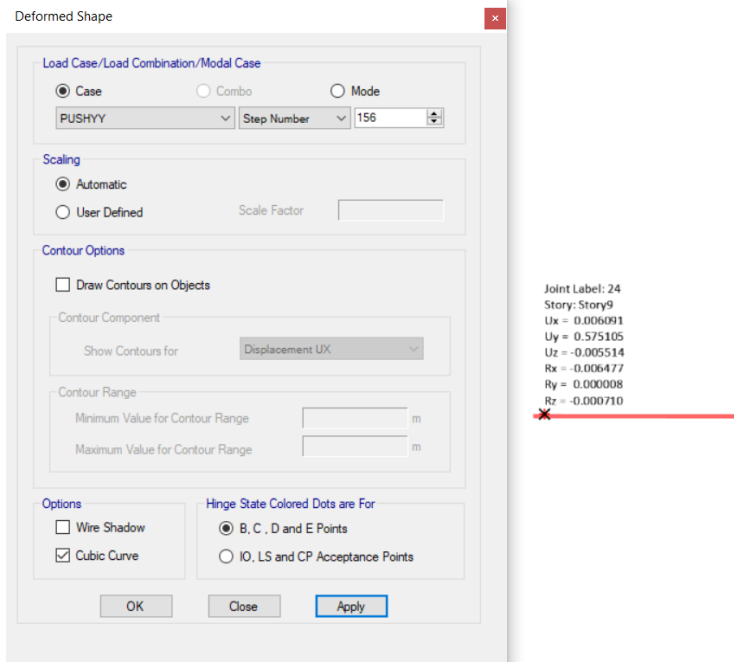 Deformed Shape
Load Case/Load Combination/Modal Case
Case Combo Mode
PUSHYY Step Number 156
Scaling
Automatic
User Defined Scale Factor
Contour Options
Draw Contours on Objects
Contour Component
Show Contours for Displacement UX
Contour Range
Minimum Value for Contour Range m
Maximum Value for Contour Range m
Options
Wire Shadow
Cubic Curve
Hinge State Colored Dots are For
B, C , D and E Points
IO, LS and CP Acceptance Points
OK Close Apply
Joint Label: 24
Story: Story9
Ux = 0.006091
Uy = 0.575105
Uz = -0.005514
Rx = -0.006477
Ry = 0.000008
Rz = -0.000710